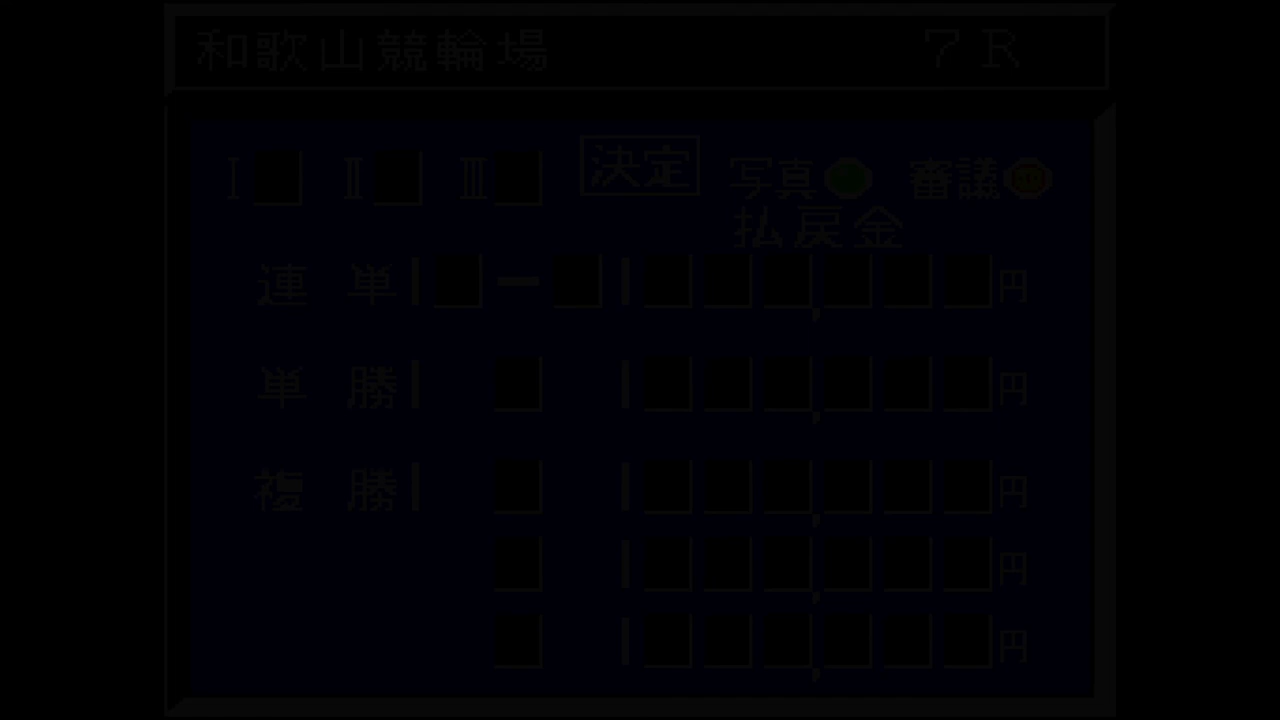 和歌山競輪場 7R
Ⅰ Ⅱ Ⅲ 決定 写真 審議
払戻金
連単 ー , 円
単勝 , 円
複勝 , 円
, 円
, 円